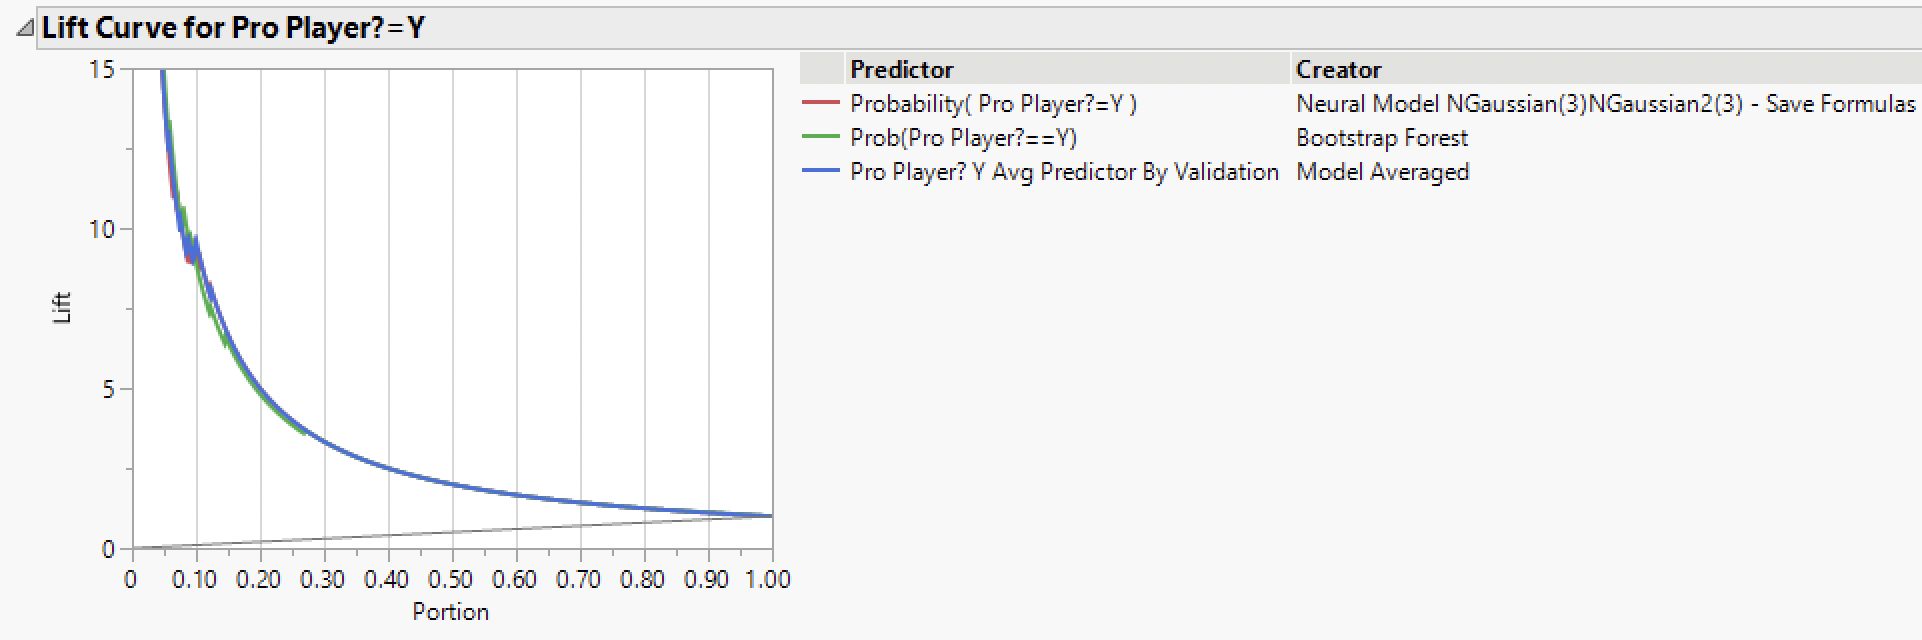 Lift Curve for Pro Player?=Y
Predictor Creator
Probability( Pro Player?=Y ) Neural Model NGaussian(3)NGaussian2(3) - Save Formulas
Prob(Pro Player?==Y) Bootstrap Forest
Pro Player? Y Avg Predictor By Validation Model Averaged
15
10
5
0
Lift
0 0.10 0.20 0.30 0.40 0.50 0.60 0.70 0.80 0.90 1.00
Portion